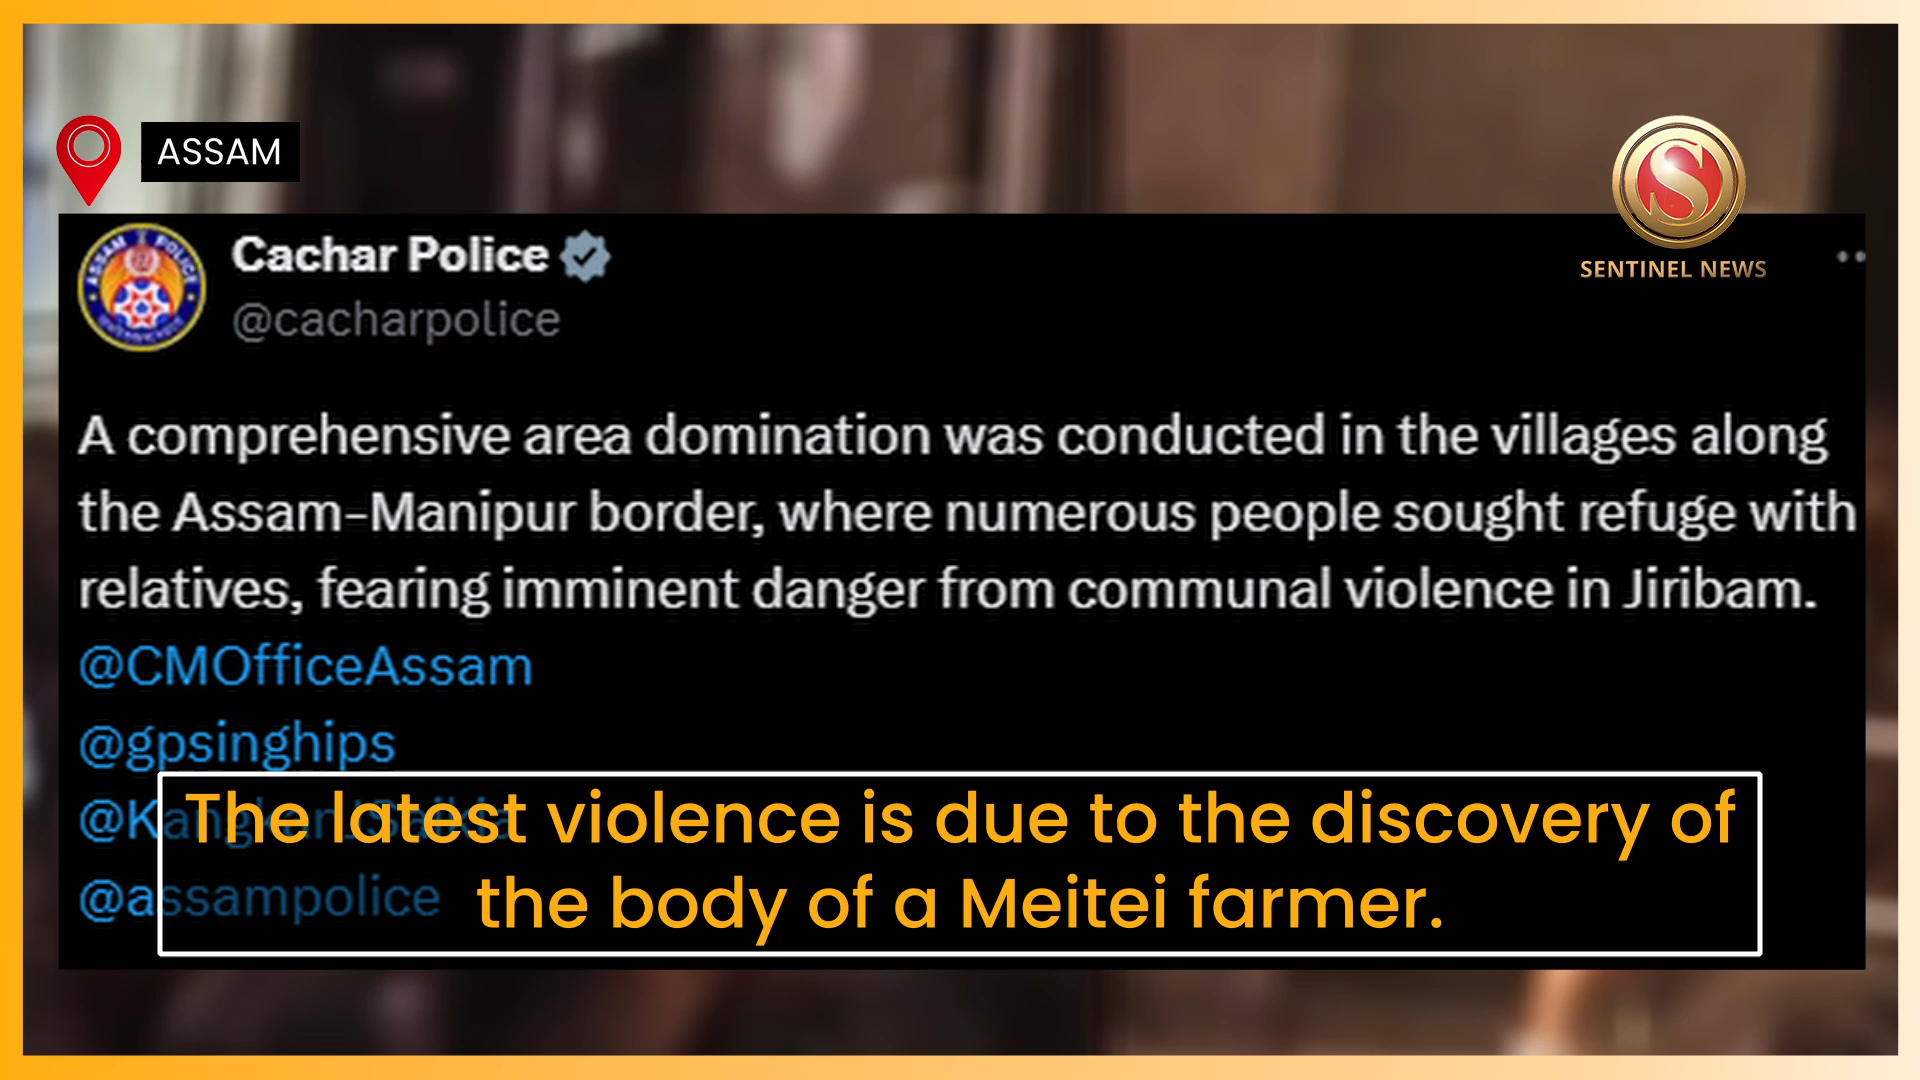 ASSAM
SENTINEL NEWS
ASSAM POLICE
Cachar Police
@cacharpolice
A comprehensive area domination was conducted in the villages along
the Assam-Manipur border, where numerous people sought refuge with
relatives, fearing imminent danger from communal violence in Jiribam.
@CMOfficeAssam
@gpsinghips
@assampolice
The latest violence is due to the discovery of
the body of a Meitei farmer.